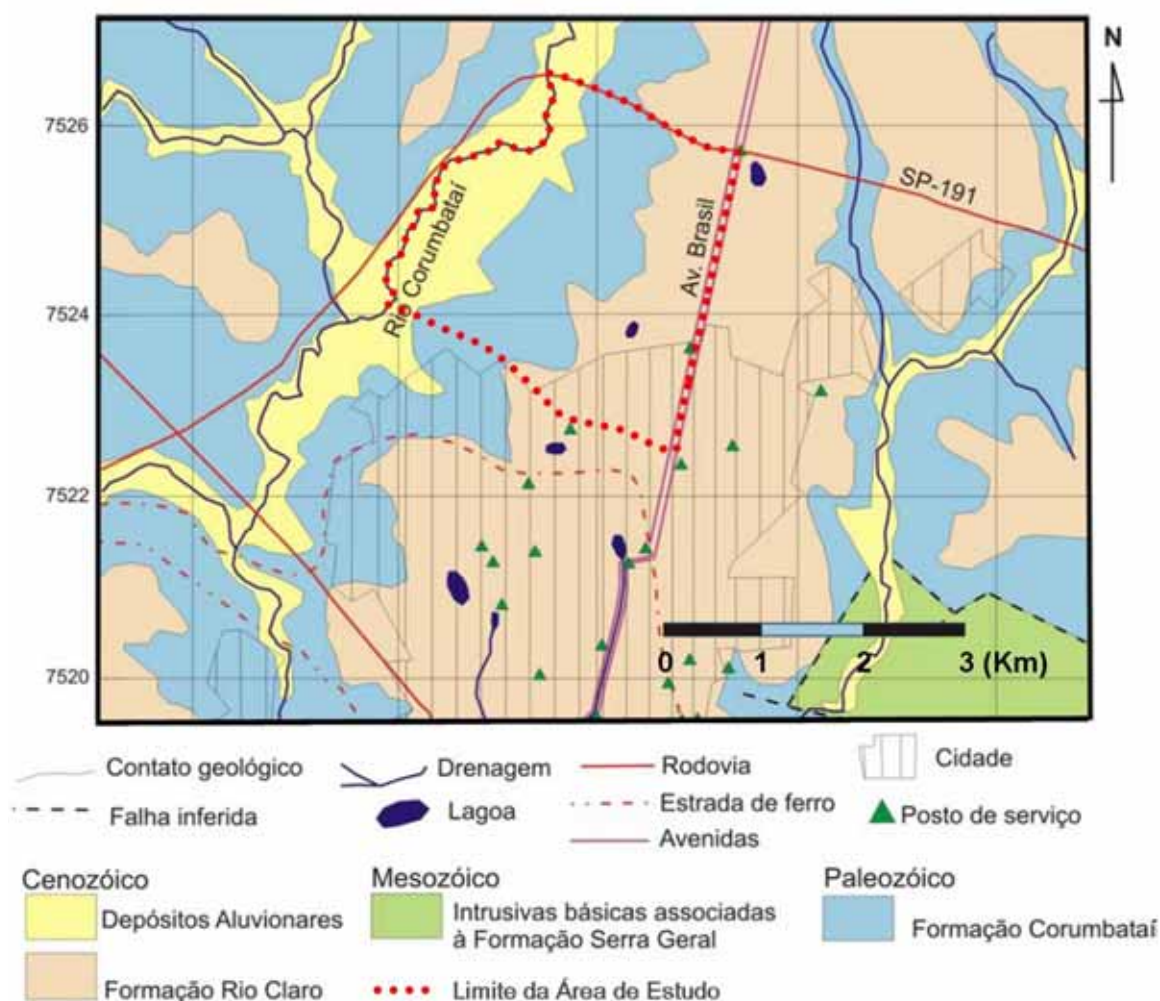 N
7526
SP-191
Rio Corumbataí
Av. Brasil
7524
7522
7520
0 1 2 3 (Km)
Contato geológico
Drenagem
Rodovia
Cidade
Falha inferida
Lagoa
Estrada de ferro
Posto de serviço
Avenidas
Cenozóico
Mesozóico
Paleozóico
Depósitos Aluvionares
Intrusivas básicas associadas
à Formação Serra Geral
Formação Corumbataí
Formação Rio Claro
Limite da Área de Estudo